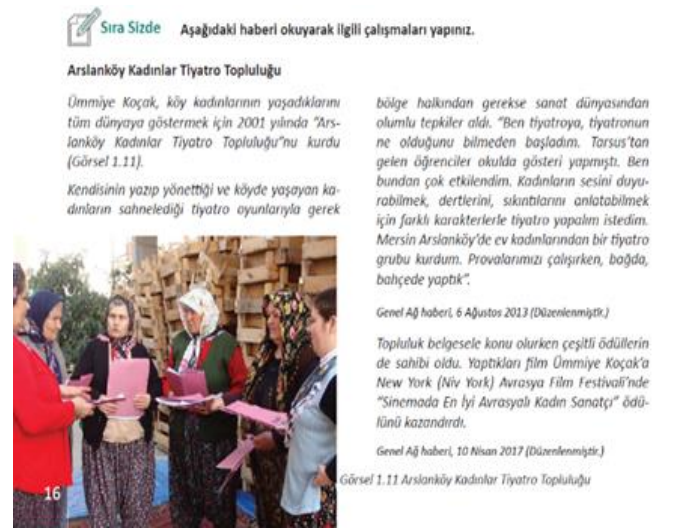 Sıra Sizde Aşağıdaki haberi okuyarak ilgili çalışmaları yapınız.
Arslanköy Kadınlar Tiyatro Topluluğu
Ümmiye Koçak, köy kadınlarının yaşadıklarını
tüm dünyaya göstermek için 2001 yılında "Ars-
lanköy Kadınlar Tiyatro Topluluğu"nu kurdu
(Görsel 1.11).
Kendisinin yazıp yönettiği ve köyde yaşayan ka-
dınların sahnelediği tiyatro oyunlarıyla gerek
bölge halkından gerekse sanat dünyasından
olumlu tepkiler aldı. "Ben tiyatroya, tiyatronun
ne olduğunu bilmeden başladım. Tarsus'tan
gelen öğrenciler okulda gösteri yapmıştı. Ben
bundan çok etkilendim. Kadınların sesini duyu-
rabilmek, dertlerini, sıkıntılarını anlatabilmek
için farklı karakterlerle tiyatro yapalım istedim.
Mersin Arslanköy'de ev kadınlarından bir tiyatro
grubu kurdum. Provalarımızı çalışırken, bağda,
bahçede yaptık".
Genel Ağ haberi, 6 Ağustos 2013 (Düzenlenmiştir.)
Topluluk belgesele konu olurken çeşitli ödüllerin
de sahibi oldu. Yaptıkları film Ümmiye Koçak'a
New York (Niv York) Avrasya Film Festivali'nde
"Sinemada En İyi Avrasyalı Kadın Sanatçı" ödü-
lünü kazandırdı.
Genel Ağ haberi, 10 Nisan 2017 (Düzenlenmiştir.)
Görsel 1.11 Arslanköy Kadınlar Tiyatro Topluluğu
16